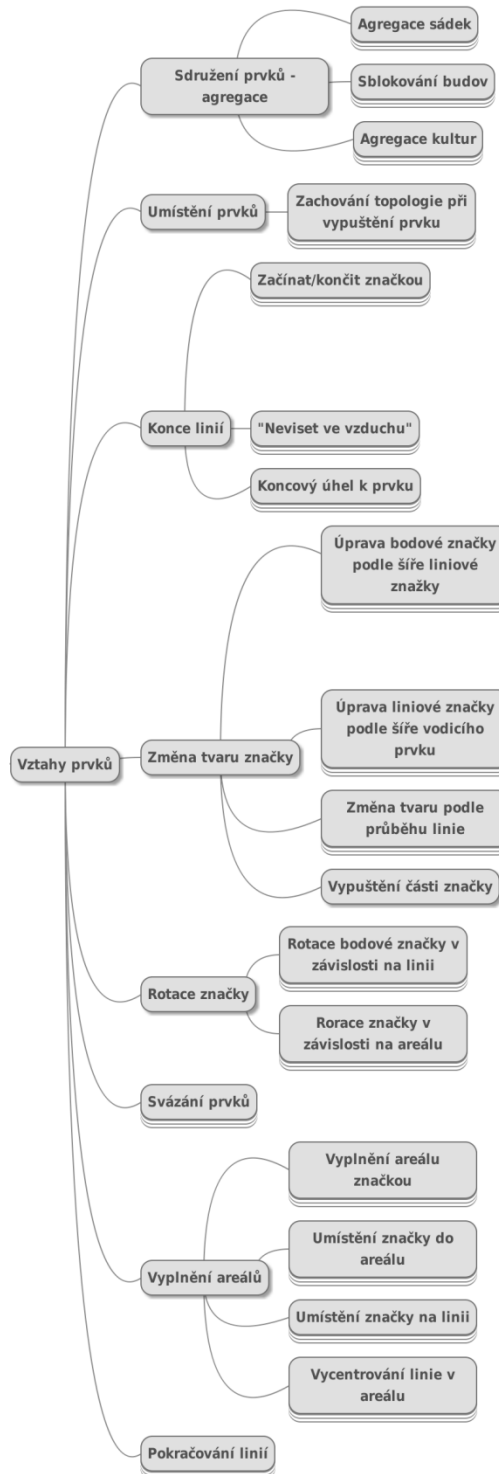 Vztahy prvků
Sdružení prvků -
agregace
Agregace sádek
Sblokování budov
Agregace kultur
Umístění prvků
Zachování topologie při
vypuštění prvku
Konce linií
Začínat/končit značkou
"Neviset ve vzduchu"
Koncový úhel k prvku
Změna tvaru značky
Úprava bodové značky
podle šíře liniové
znažky
Úprava liniové značky
podle šíře vodicího
prvku
Změna tvaru podle
průběhu linie
Vypuštění části značky
Rotace značky
Rotace bodové značky v
závislosti na linii
Rorace značky v
závislosti na areálu
Svázání prvků
Vyplnění areálů
Vyplnění areálu
značkou
Umístění značky do
areálu
Umístění značky na linii
Vycentrování linie v
areálu
Pokračování linií